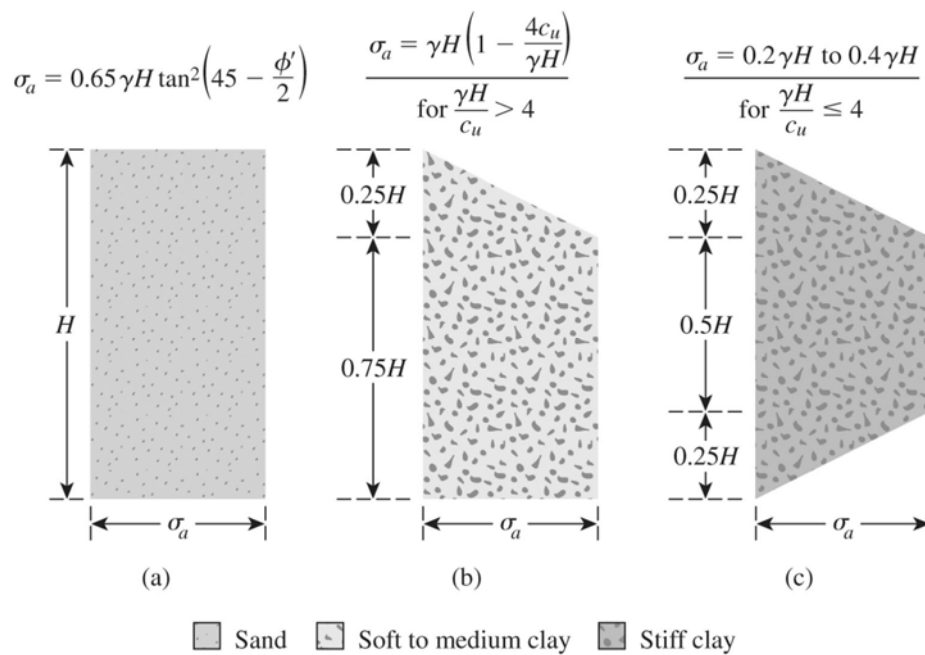 σₐ = 0.65γH tan²(45 − ϕ′/2)
σₐ = γH(1 − 4cᵤ/γH)
for γH/cᵤ > 4
σₐ = 0.2γH to 0.4γH
for γH/cᵤ ≤ 4
H
σₐ
(a)
0.25H
0.75H
σₐ
(b)
0.25H
0.5H
0.25H
σₐ
(c)
Sand Soft to medium clay Stiff clay